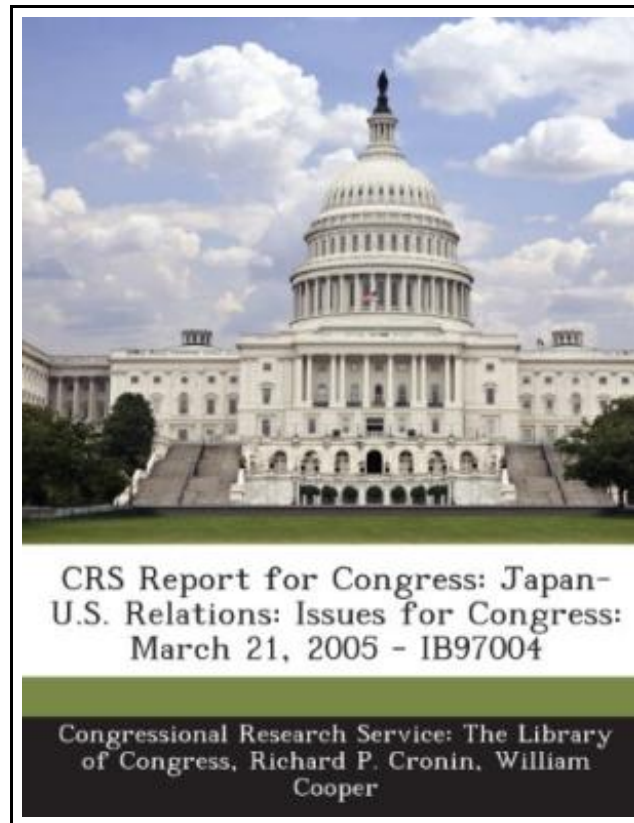 CRS Report for Congress: Japan-
U.S. Relations: Issues for Congress:
March 21, 2005 - IB97004
Congressional Research Service: The Library
of Congress, Richard P. Cronin, William
Cooper